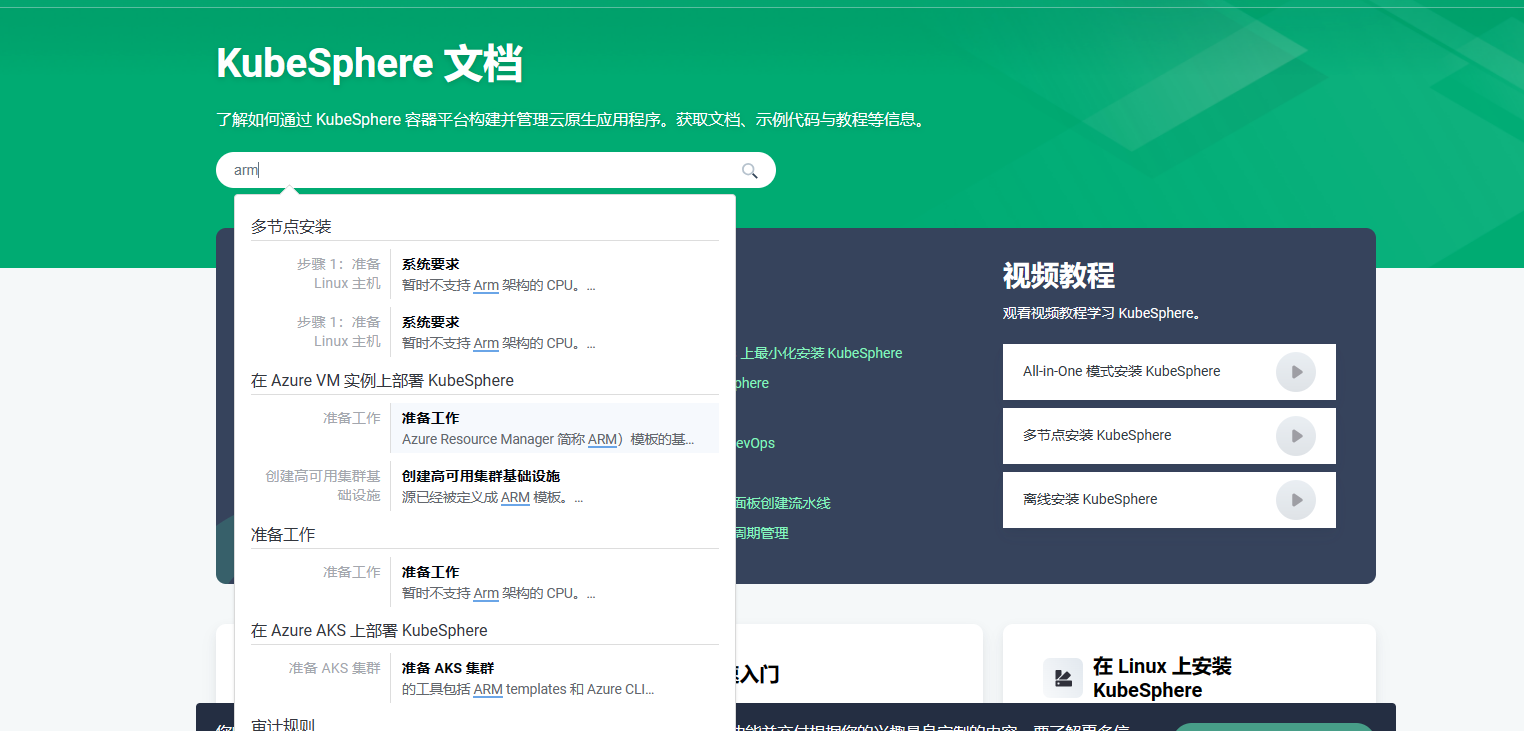 KubeSphere 文档
了解如何通过 KubeSphere 容器平台构建并管理云原生应用程序。获取文档、示例代码与教程等信息。
arm
多节点安装
步骤 1：准备
Linux 主机
系统要求
暂时不支持 Arm 架构的 CPU。…
步骤 1：准备
Linux 主机
系统要求
暂时不支持 Arm 架构的 CPU。…
在 Azure VM 实例上部署 KubeSphere
准备工作
准备工作
Azure Resource Manager 简称 ARM）模板的基…
创建高可用集群基
础设施
创建高可用集群基础设施
源已经被定义成 ARM 模板。…
准备工作
准备工作
准备工作
暂时不支持 Arm 架构的 CPU。…
在 Azure AKS 上部署 KubeSphere
准备 AKS 集群
准备 AKS 集群
的工具包括 ARM templates 和 Azure CLI…
审计规则
上最小化安装 KubeSphere
phere
evOps
面板创建流水线
周期管理
视频教程
观看视频教程学习 KubeSphere。
All-in-One 模式安装 KubeSphere
多节点安装 KubeSphere
离线安装 KubeSphere
入门
在 Linux 上安装
KubeSphere